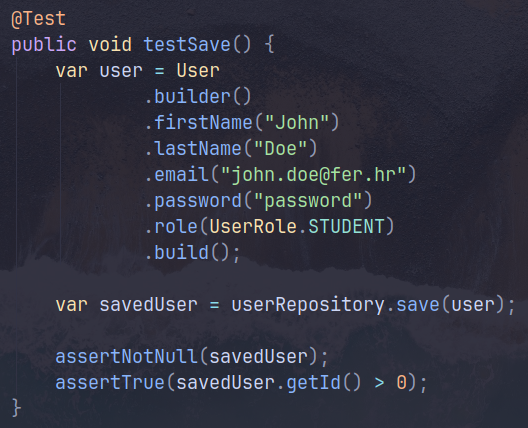 @Test
public void testSave() {
    var user = User
            .builder()
            .firstName("John")
            .lastName("Doe")
            .email("john.doe@fer.hr")
            .password("password")
            .role(UserRole.STUDENT)
            .build();

    var savedUser = userRepository.save(user);

    assertNotNull(savedUser);
    assertTrue(savedUser.getId() > 0);
}